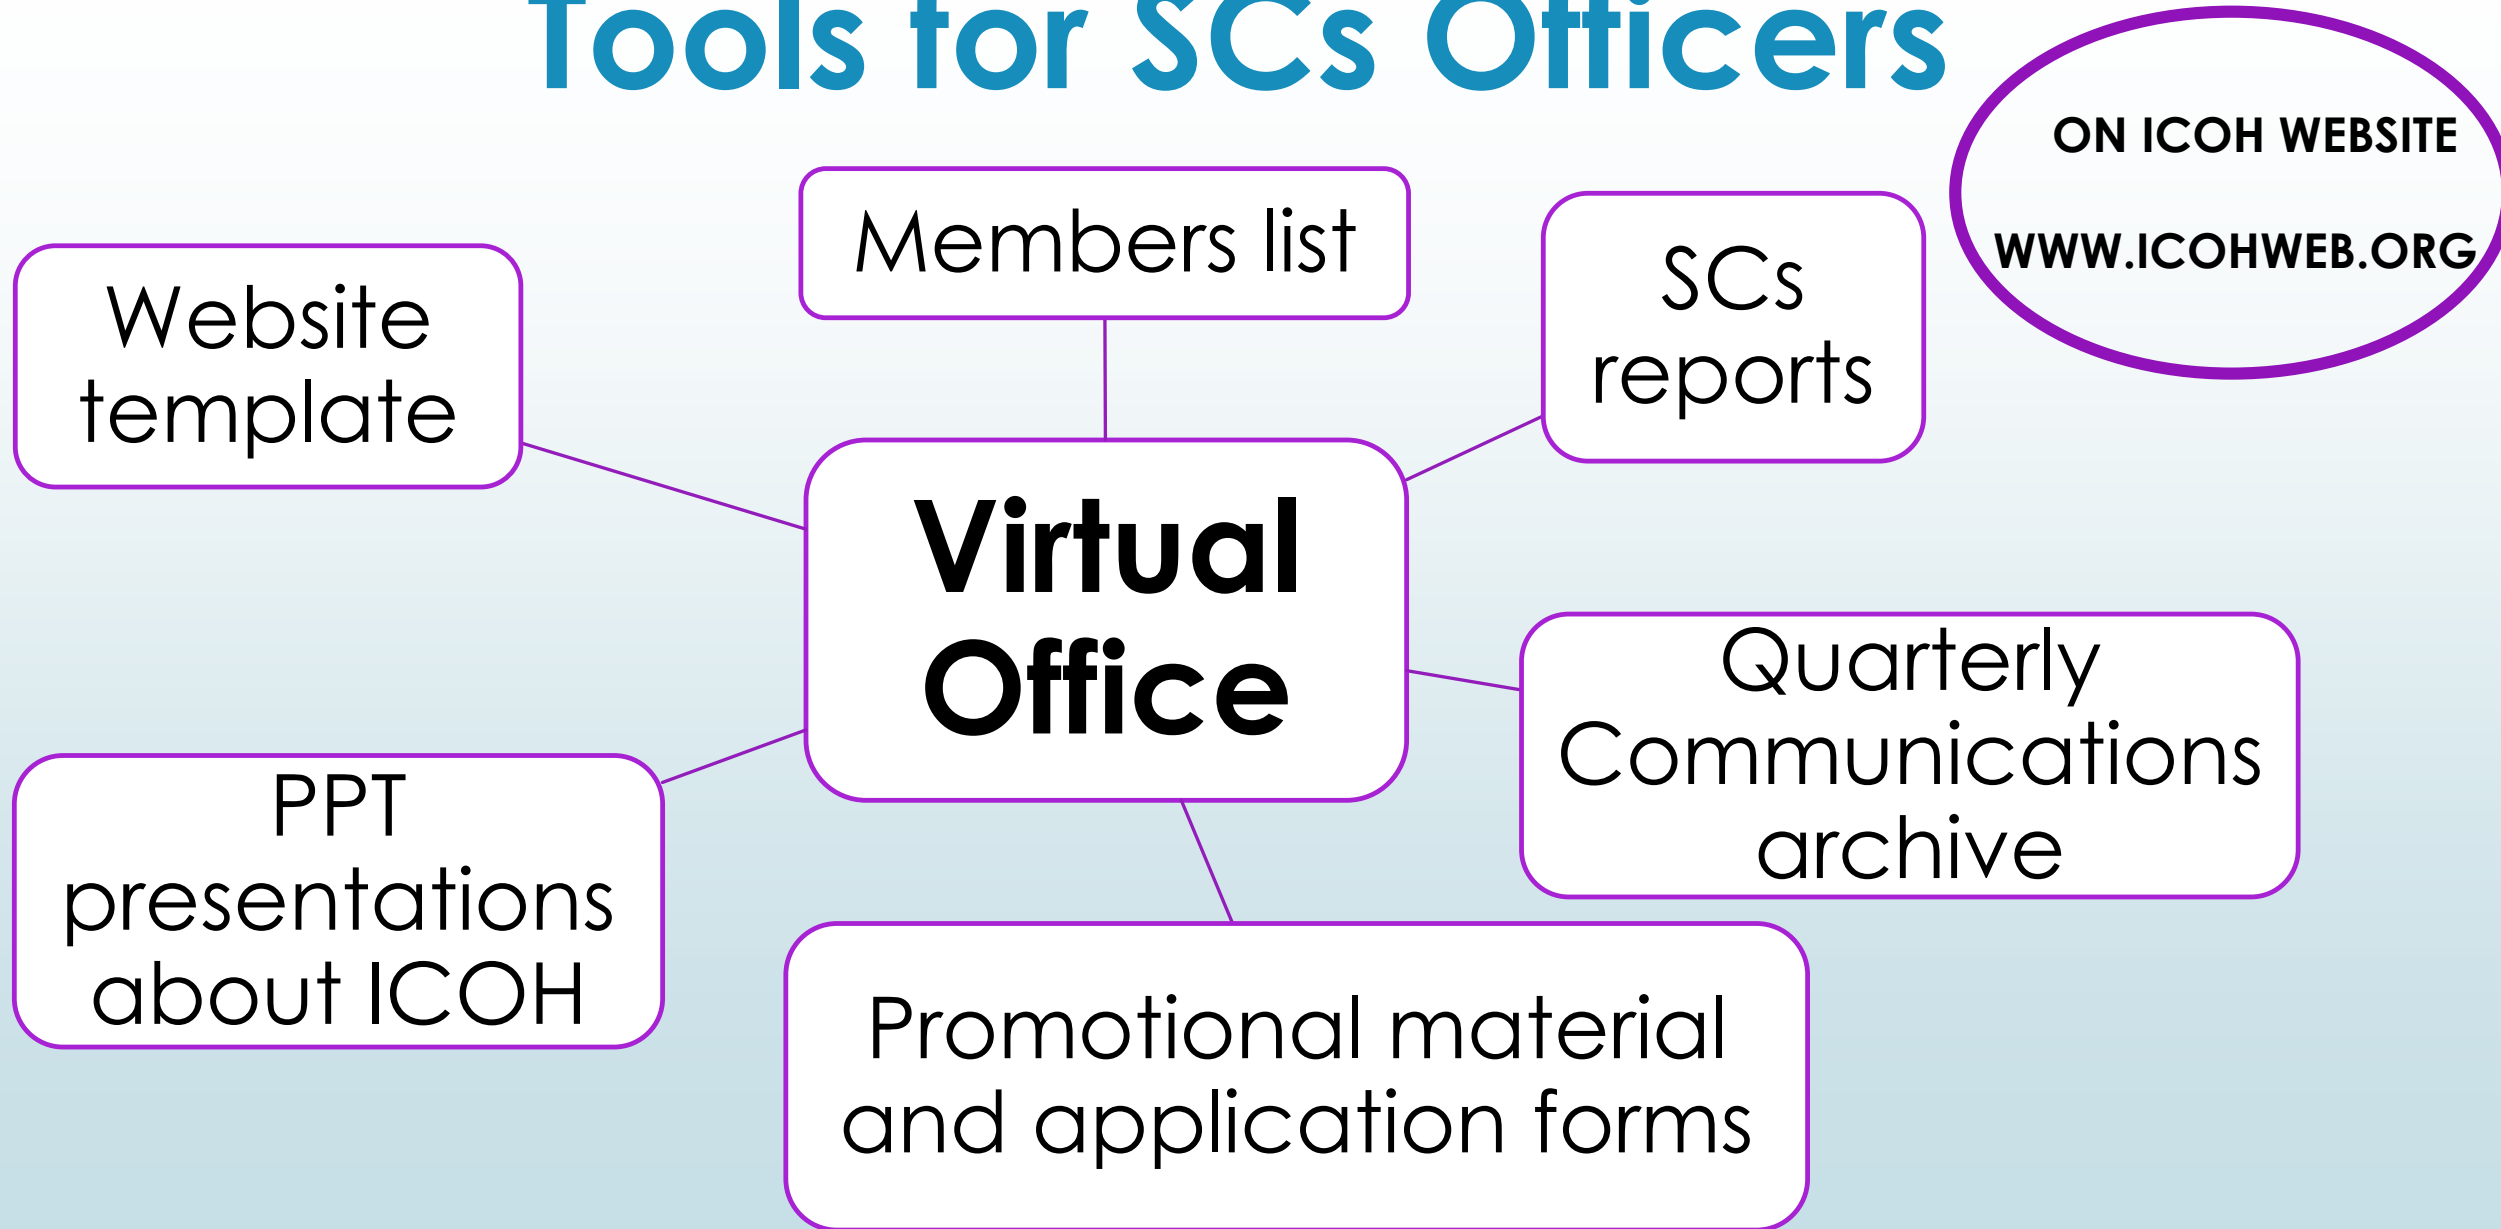 Tools for SCs Officers
ON ICOH WEBSITE
WWW.ICOHWEB.ORG
Members list
SCs
reports
Website
template
Virtual
Office
Quarterly
Communications
archive
PPT
presentations
about ICOH
Promotional material
and application forms